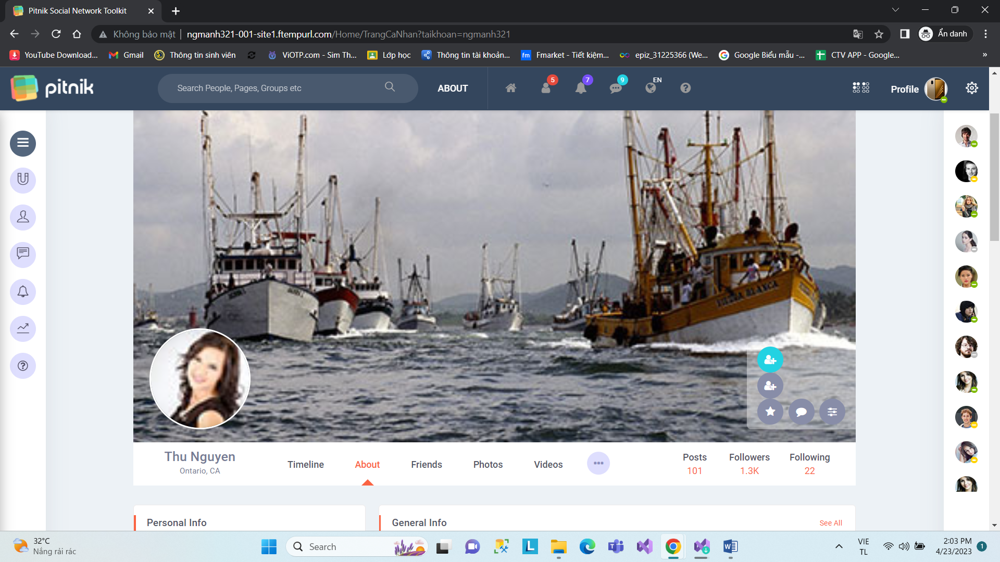 Pitnik Social Network Toolkit
Không bảo mật ngmanh321-001-site1.ftempurl.com/Home/TrangCaNhan?taikhoan=ngmanh321 Ẩn danh
YouTube Download... Gmail Thông tin sinh viên ViOTP.com - Sim Th... Lớp học Thông tin tài khoản... fm Fmarket - Tiết kiệm... epiz_31225366 (We... Google Biểu mẫu -... CTV APP - Google... »
pitnik Search People, Pages, Groups etc ABOUT 5 7 9 EN Profile
Thu Nguyen
Ontario, CA
Timeline About Friends Photos Videos
Posts Followers Following
101 1.3K 22
Personal Info
General Info See All
32°C
Nắng rải rác
Search
L
VIE
TL
2:03 PM
4/23/2023
1